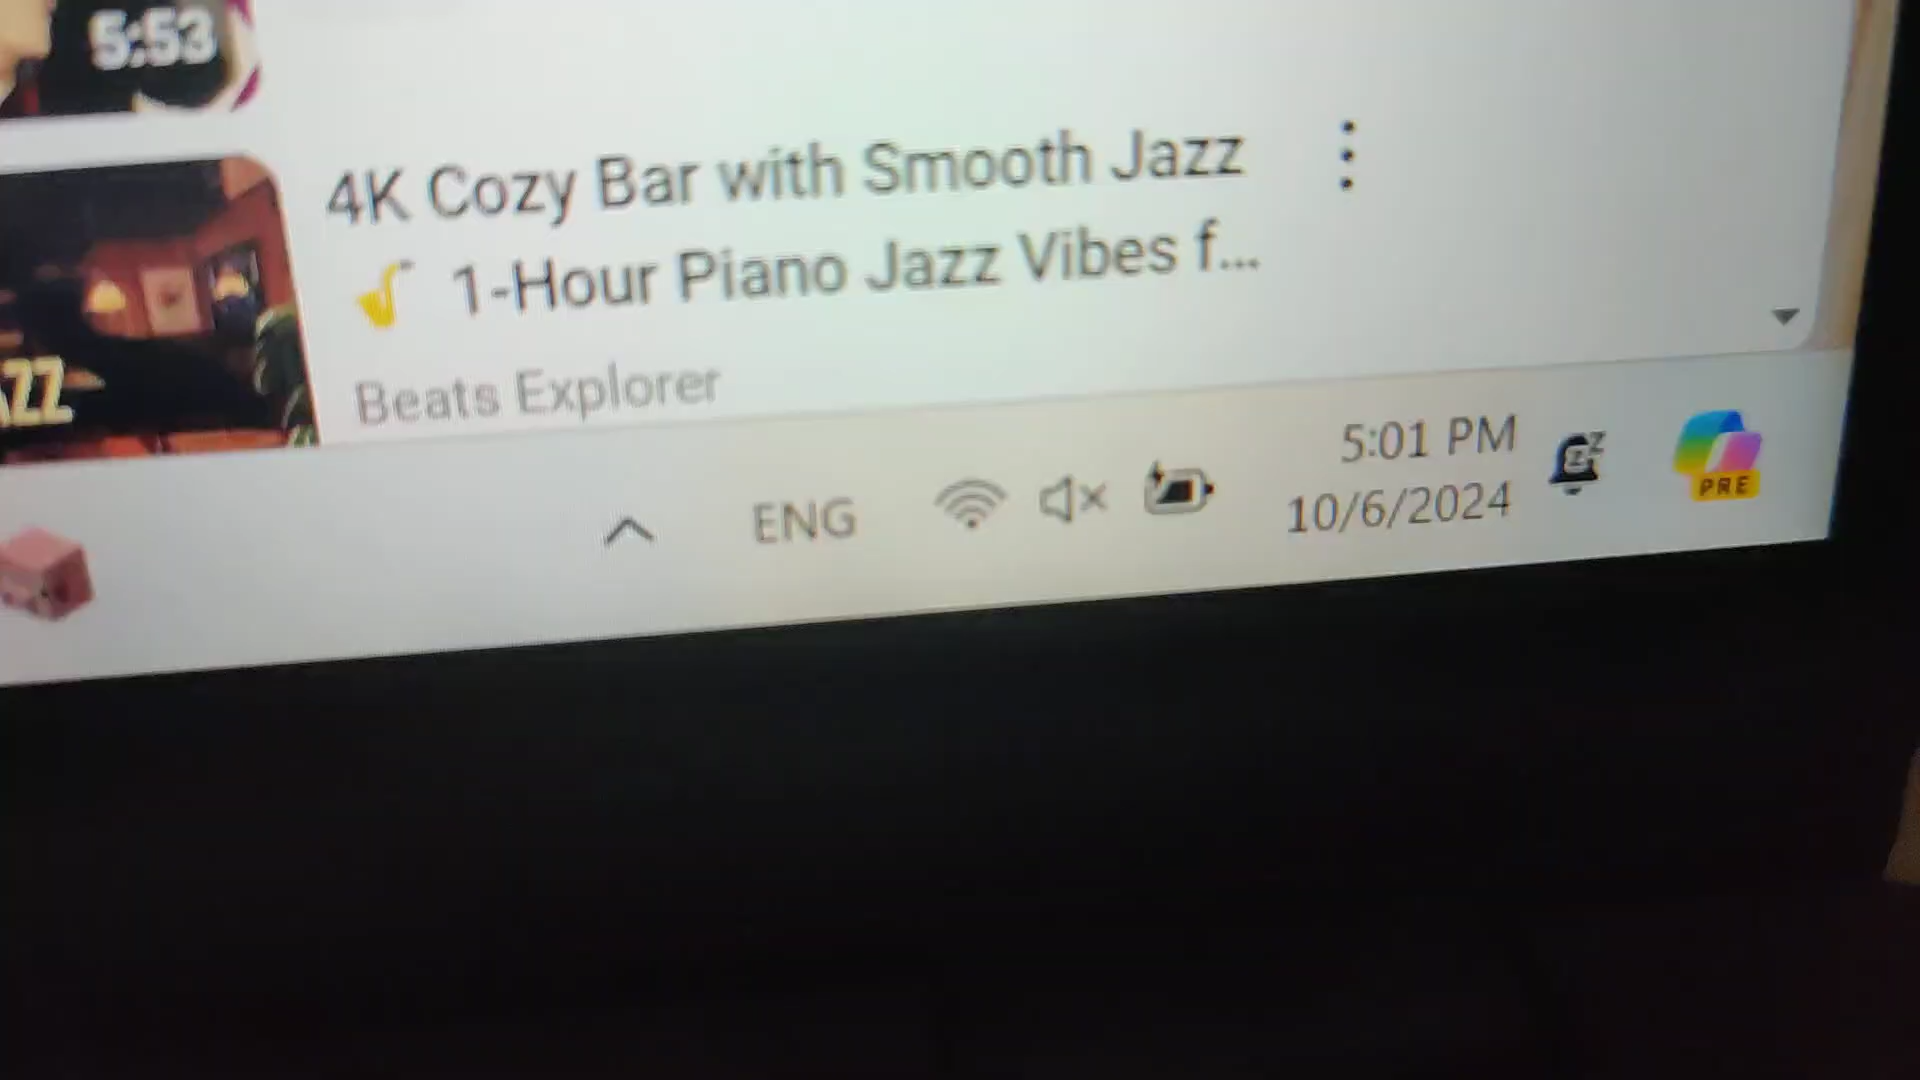 5:53
4K Cozy Bar with Smooth Jazz
🎷 1-Hour Piano Jazz Vibes f...
Beats Explorer
AZZ
ENG
5:01 PM
10/6/2024
PRE